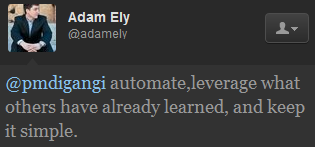 Adam Ely
@adamely
@pmdigangi automate,leverage what
others have already learned, and keep
it simple.